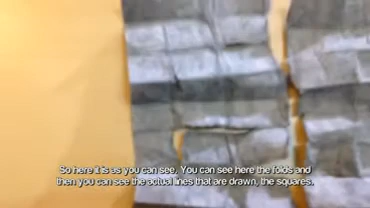 So here it is as you can see, You can see here the folds and
then you can see the actual lines that are drawn, the squares.